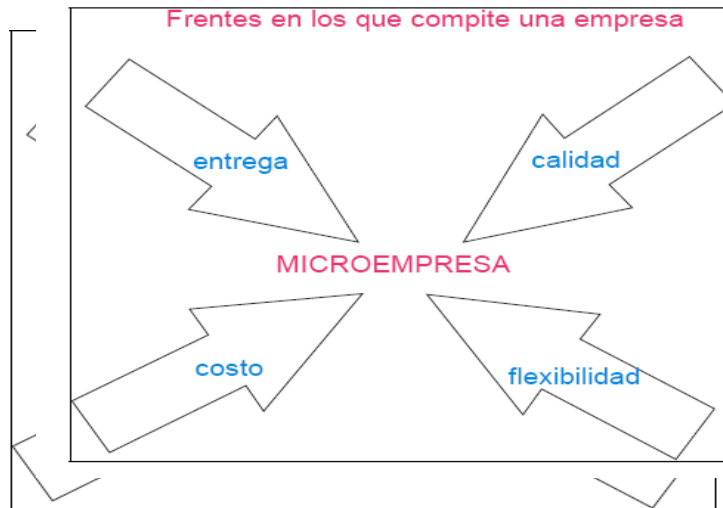 Frentes en los que compite una empresa
entrega
calidad
MICROEMPRESA
costo
flexibilidad